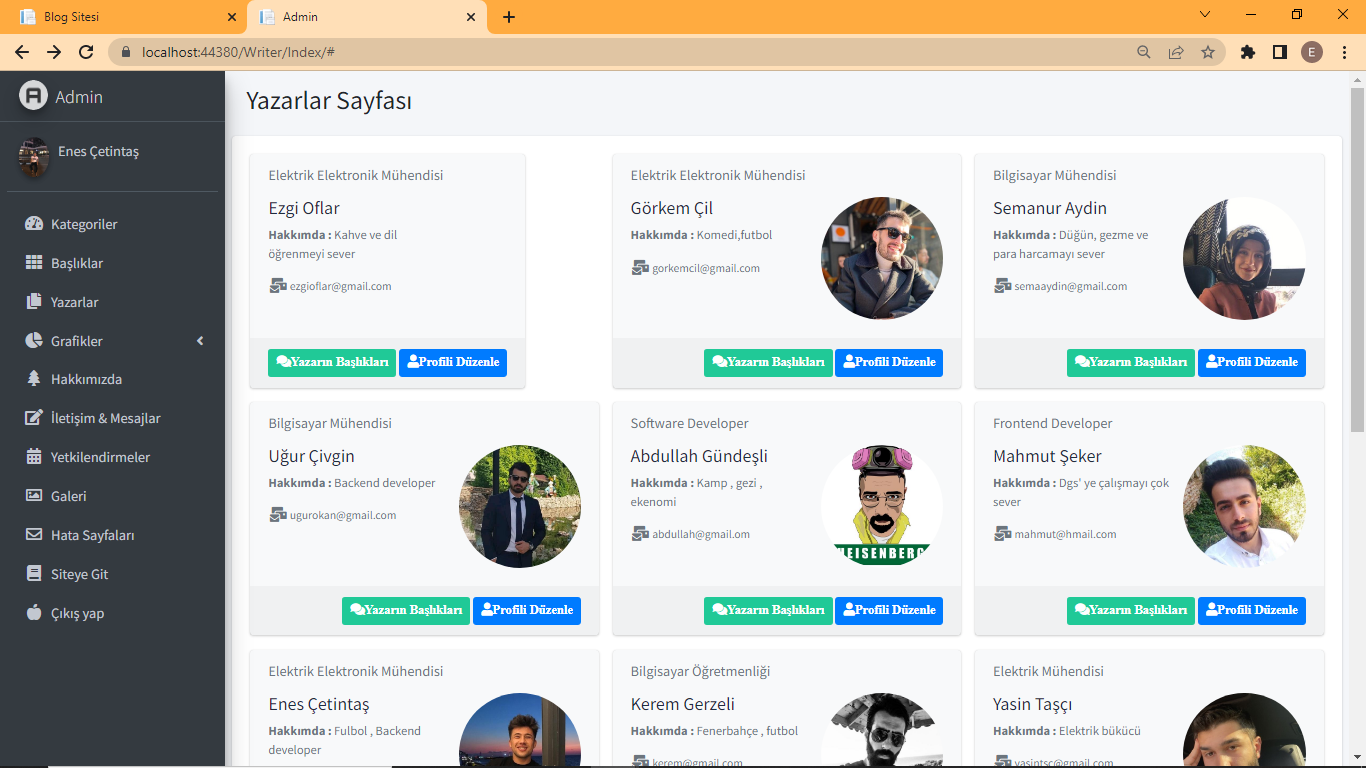 Blog Sitesi
Admin
localhost:44380/Writer/Index/#
E
Admin
Enes Çetintaş
Kategoriler
Başlıklar
Yazarlar
Grafikler
Hakkımızda
İletişim & Mesajlar
Yetkilendirmeler
Galeri
Hata Sayfaları
Siteye Git
Çıkış yap
Yazarlar Sayfası
Elektrik Elektronik Mühendisi
Ezgi Oflar
Hakkımda : Kahve ve dil
öğrenmeyi sever
ezgioflar@gmail.com
Yazarın Başlıkları
Profili Düzenle
Elektrik Elektronik Mühendisi
Görkem Çil
Hakkımda : Komedi,futbol
gorkemcil@gmail.com
Yazarın Başlıkları
Profili Düzenle
Bilgisayar Mühendisi
Semanur Aydin
Hakkımda : Düğün, gezme ve
para harcamayı sever
semaaydin@gmail.com
Yazarın Başlıkları
Profili Düzenle
Bilgisayar Mühendisi
Uğur Çivgin
Hakkımda : Backend developer
ugurokan@gmail.com
Yazarın Başlıkları
Profili Düzenle
Software Developer
Abdullah Gündeşli
Hakkımda : Kamp , gezi ,
ekenomi
abdullah@gmail.om
HEISENBERG
Yazarın Başlıkları
Profili Düzenle
Frontend Developer
Mahmut Şeker
Hakkımda : Dgs' ye çalışmayı çok
sever
mahmut@hmail.com
Yazarın Başlıkları
Profili Düzenle
Elektrik Elektronik Mühendisi
Enes Çetintaş
Hakkımda : Fulbol , Backend
developer
Bilgisayar Öğretmenliği
Kerem Gerzeli
Hakkımda : Fenerbahçe , futbol
kerem@gmail.com
Elektrik Mühendisi
Yasin Taşçı
Hakkımda : Elektrik bükücü
yasintsc@gmail.com